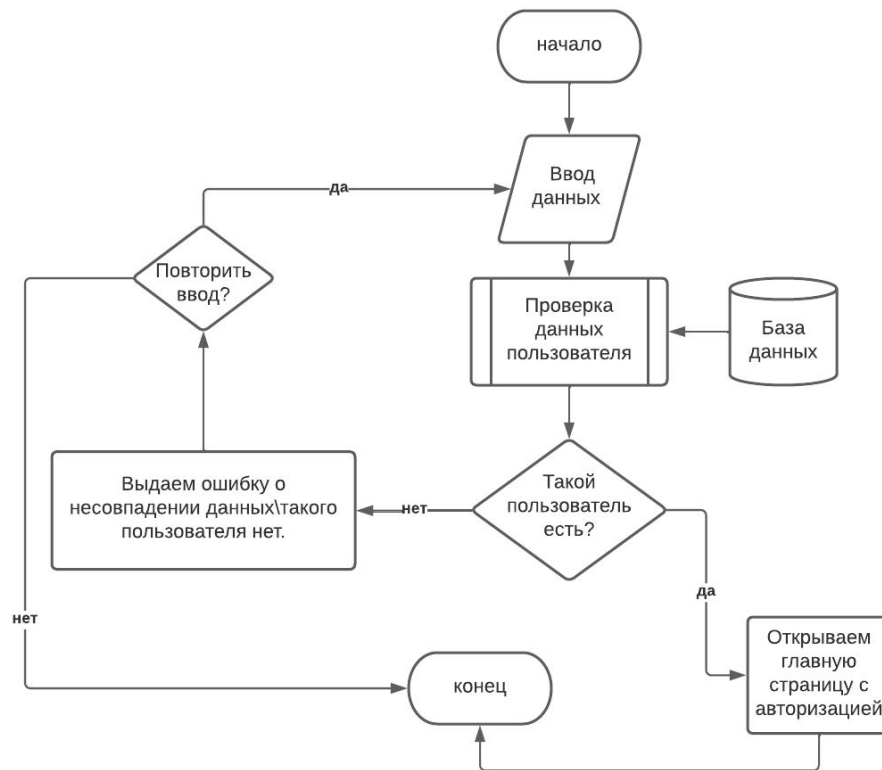 начало
Ввод
данных
да
Повторить
ввод?
Проверка
данных
пользователя
База
данных
Выдаем ошибку о
несовпадении данных\такого
пользователя нет.
нет
Такой
пользователь
есть?
да
нет
конец
Открываем
главную
страницу с
авторизацией